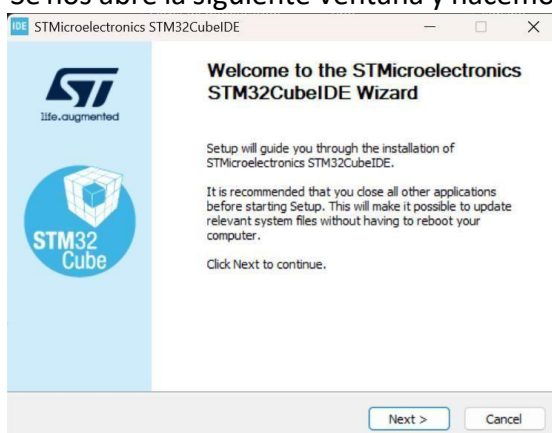 Se nos abre la siguiente ventana y hacemo
IDE STMicroelectronics STM32CubeIDE
life.augmented
STM32
Cube
Welcome to the STMicroelectronics
STM32CubeIDE Wizard
Setup will guide you through the installation of
STMicroelectronics STM32CubeIDE.
It is recommended that you close all other applications
before starting Setup. This will make it possible to update
relevant system files without having to reboot your
computer.
Click Next to continue.
Next >
Cancel